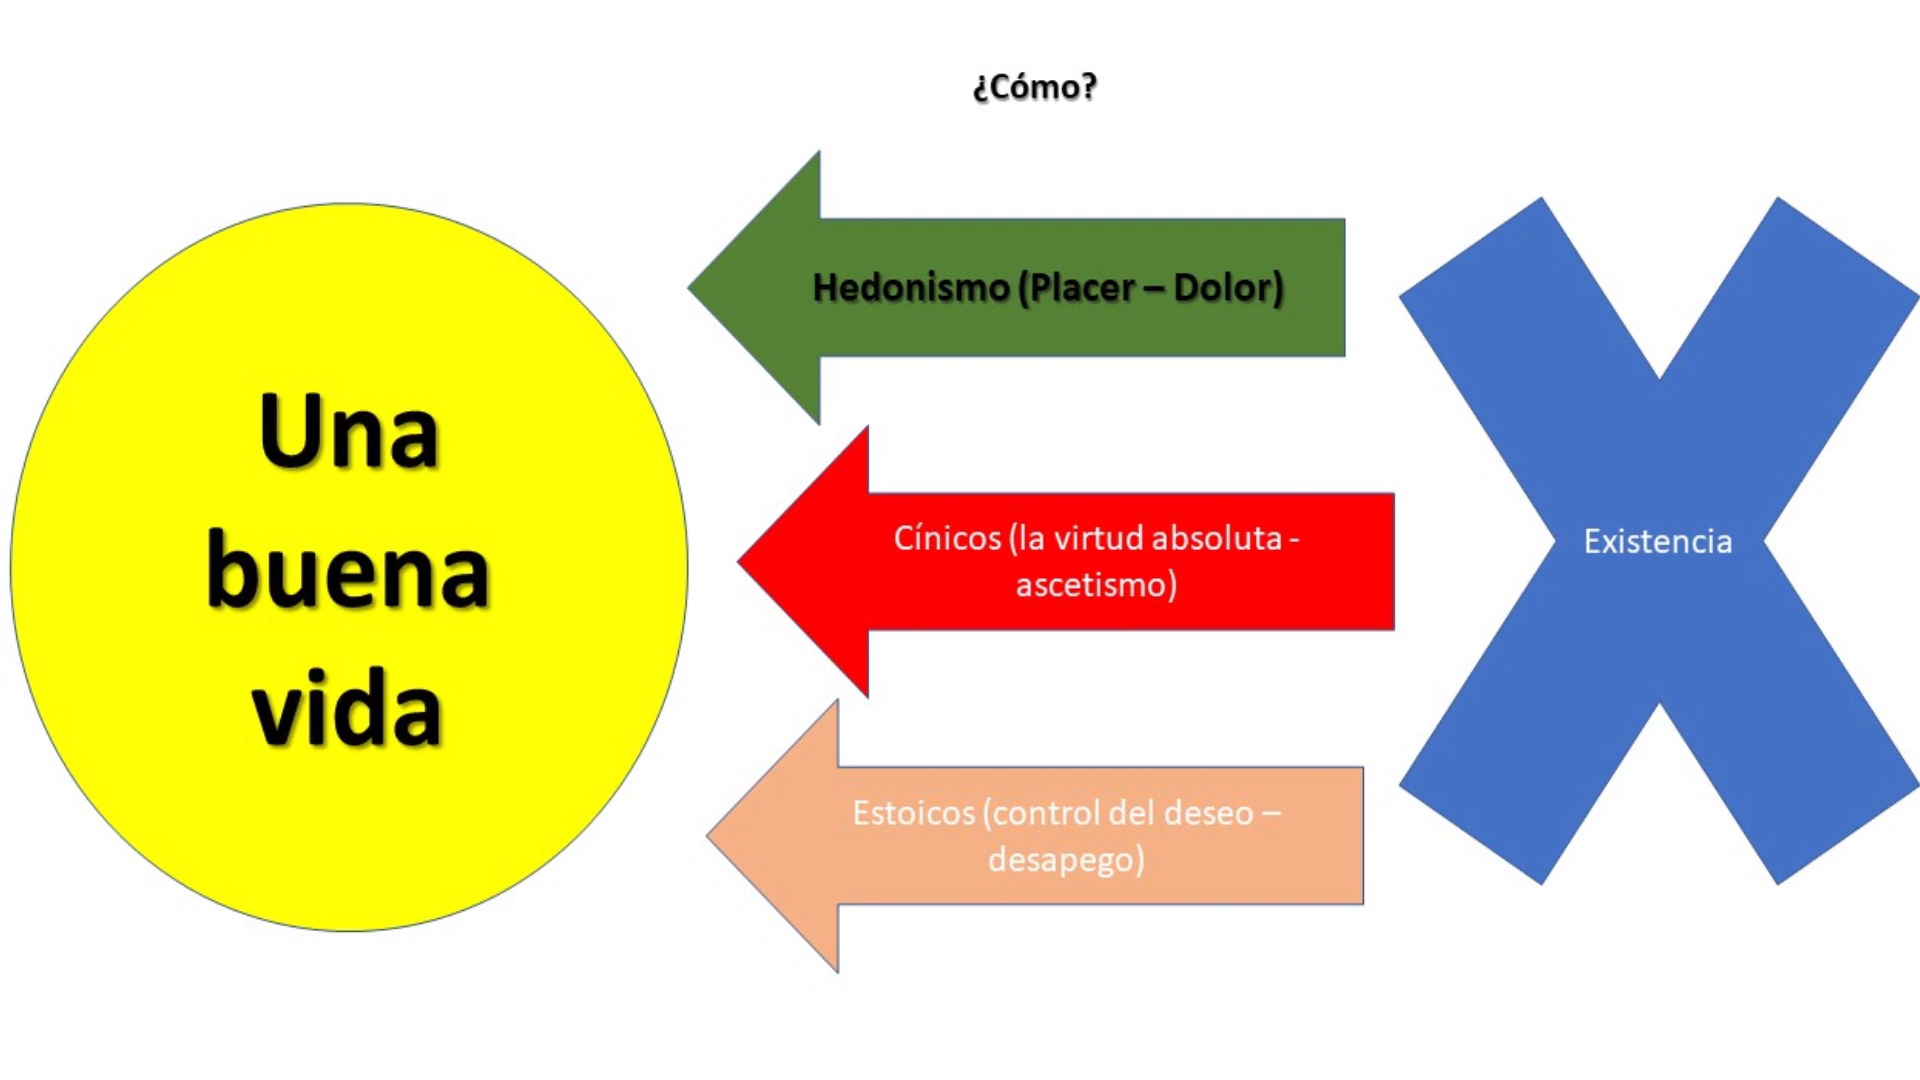 ¿Cómo?
Una
buena
vida
Hedonismo (Placer – Dolor)
Cínicos (la virtud absoluta -
ascetismo)
Estoicos (control del deseo –
desapego)
Existencia